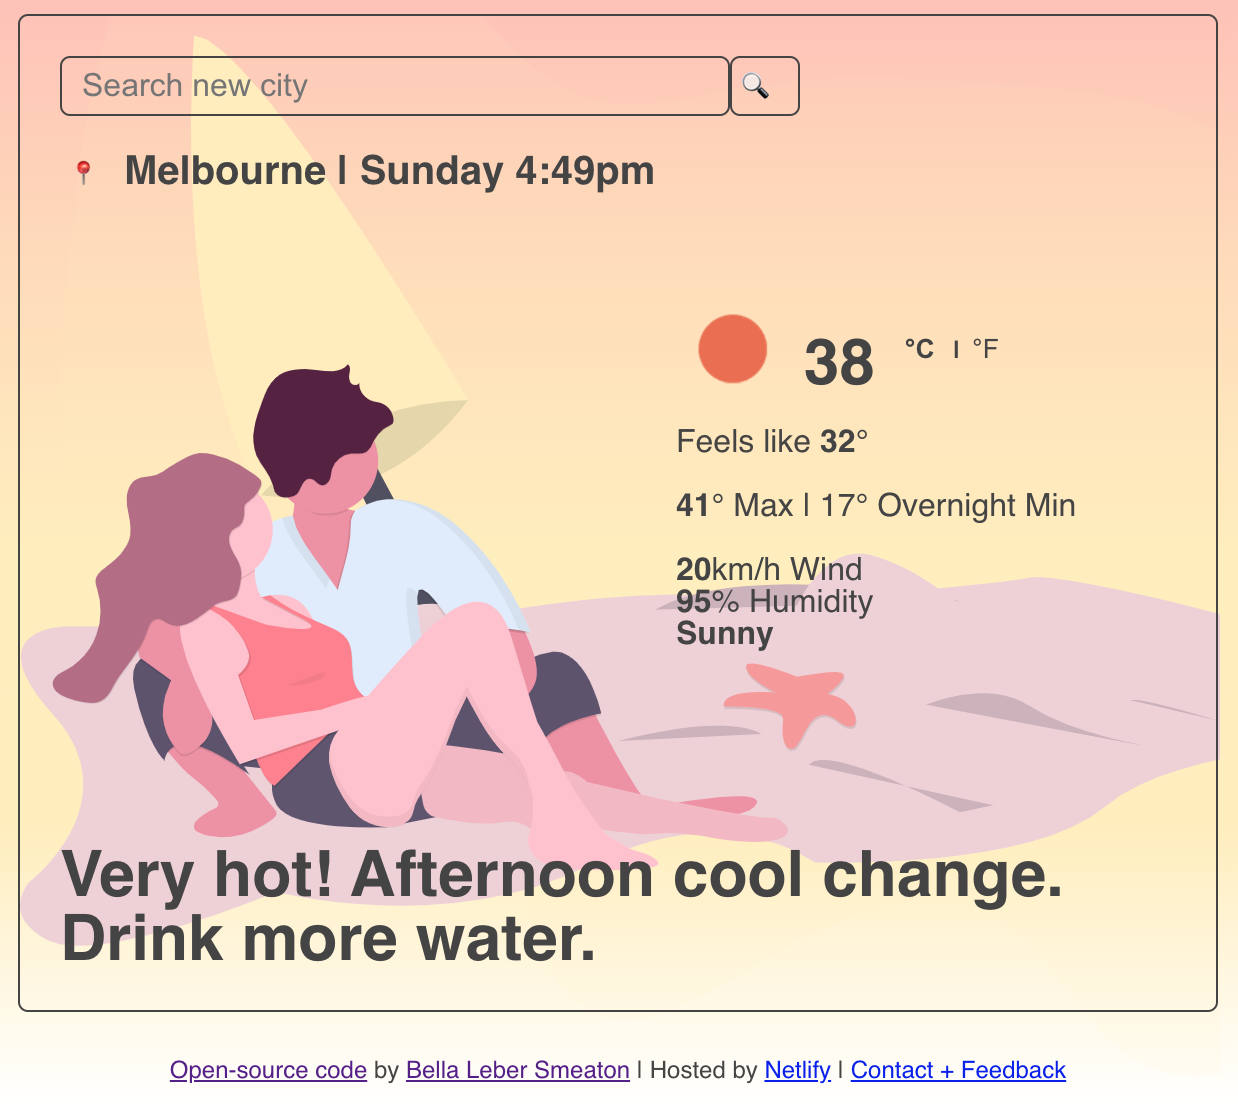 Search new city
Melbourne | Sunday 4:49pm
38 °C | °F
Feels like 32°
41° Max | 17° Overnight Min
20km/h Wind
95% Humidity
Sunny
Very hot! Afternoon cool change.
Drink more water.
Open-source code by Bella Leber Smeaton | Hosted by Netlify | Contact + Feedback